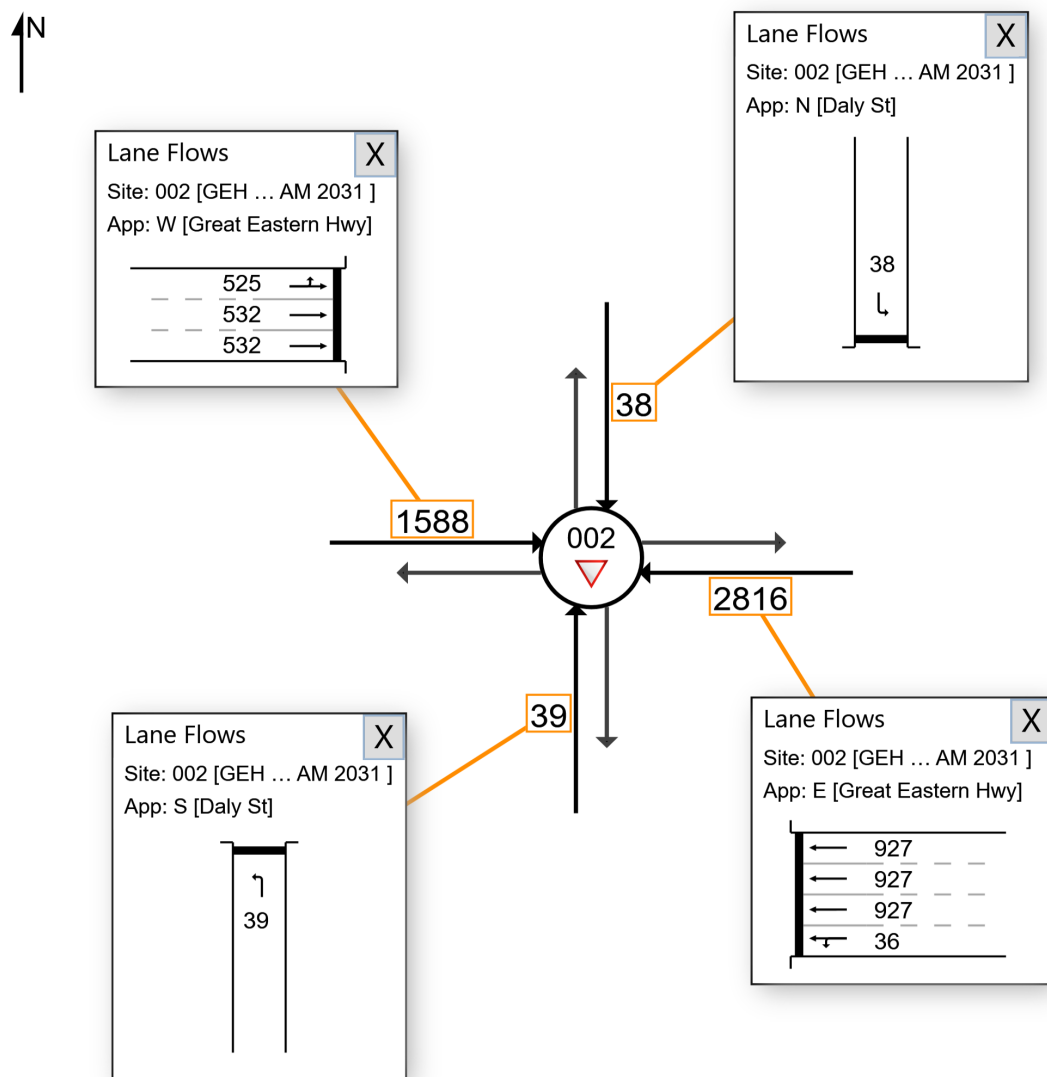 N
Lane Flows
X
Site: 002 [GEH ... AM 2031 ]
App: N [Daly St]
38
Lane Flows
X
Site: 002 [GEH ... AM 2031 ]
App: W [Great Eastern Hwy]
525
532
532
38
1588
002
2816
39
Lane Flows
X
Site: 002 [GEH ... AM 2031 ]
App: E [Great Eastern Hwy]
927
927
927
36
Lane Flows
X
Site: 002 [GEH ... AM 2031 ]
App: S [Daly St]
39